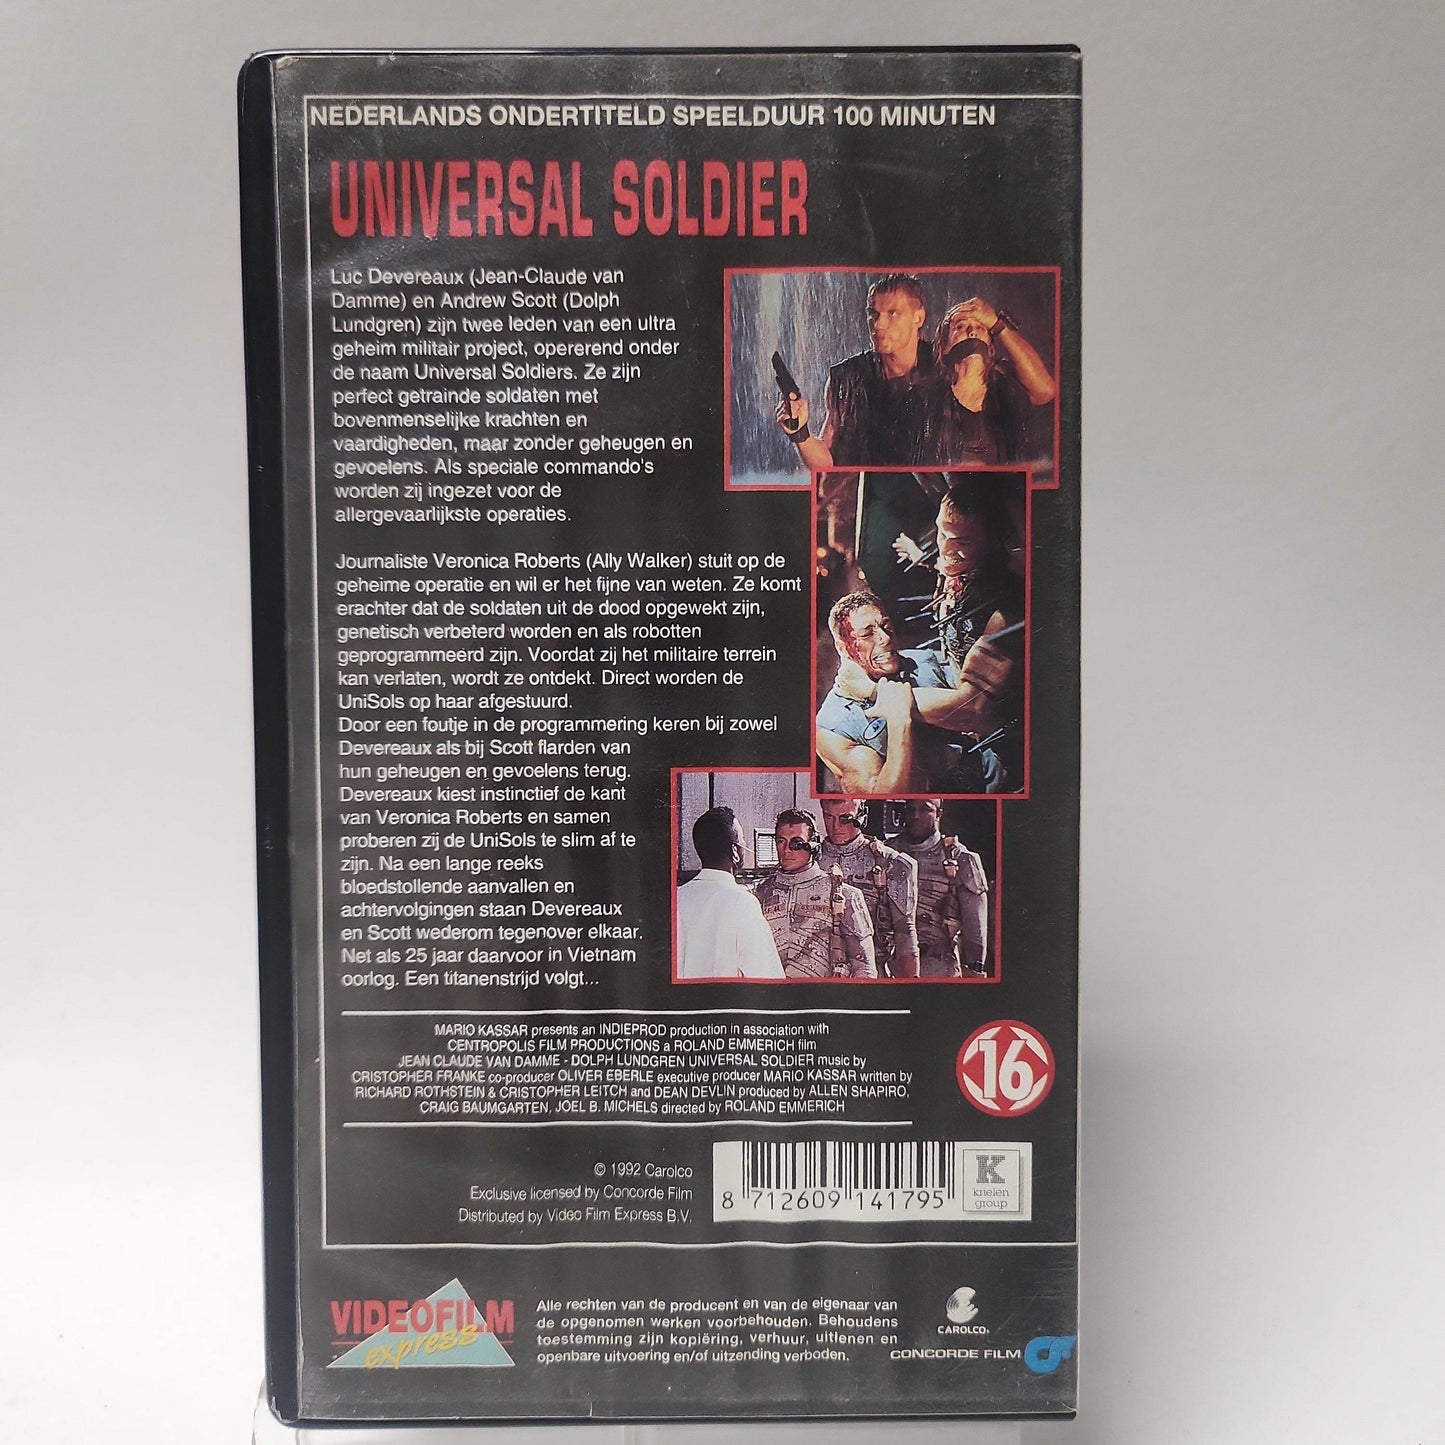 NEDERLANDS ONDERTITELD SPEELDUUR 100 MINUTEN
UNIVERSAL SOLDIER
Luc Devereaux (Jean-Claude van
Damme) en Andrew Scott (Dolph
Lundgren) zijn twee leden van een ultra
geheim militair project, opererend onder
de naam Universal Soldiers. Ze zijn
perfect getrainde soldaten met
bovenmenselijke krachten en
vaardigheden, maar zonder geheugen en
gevoelens. Als speciale commando's
worden zij ingezet voor de
allergevaarlijkste operaties.
Journaliste Veronica Roberts (Ally Walker) stuit op de
geheime operatie en wil er het fijne van weten. Ze komt
erachter dat de soldaten uit de dood opgewekt zijn,
genetisch verbeterd worden en als robotten
geprogrammeerd zijn. Voordat zij het militaire terrein
kan verlaten, wordt ze ontdekt. Direct worden de
UniSols op haar afgestuurd.
Door een foutje in de programmering keren bij zowel
Devereaux als bij Scott flarden van
hun geheugen en gevoelens terug.
Devereaux kiest instinctief de kant
van Veronica Roberts en samen
proberen zij de UniSols te slim af te
zijn. Na een lange reeks
bloedstollende aanvallen en
achtervolgingen staan Devereaux
en Scott wederom tegenover elkaar.
Net als 25 jaar daarvoor in Vietnam
oorlog. Een titanenstrijd volgt...
MARIO KASSAR presents an INDIEPROD production in association with
CENTROPOLIS FILM PRODUCTIONS a ROLAND EMMERICH film
JEAN CLAUDE VAN DAMME - DOLPH LUNDGREN UNIVERSAL SOLDIER music by
CRISTOPHER FRANKE co-producer OLIVER EBERLE executive producer MARIO KASSAR written by
RICHARD ROTHSTEIN & CRISTOPHER LEITCH and DEAN DEVLIN produced by ALLEN SHAPIRO,
CRAIG BAUMGARTEN, JOEL B. MICHELS directed by ROLAND EMMERICH
16
© 1992 Carolco
Exclusive licensed by Concorde Film
Distributed by Video Film Express B.V.
8 712609 141795
K
krielen
group
VIDEOFILM
express
Alle rechten van de producent en van de eigenaar van
de opgenomen werken voorbehouden. Behoudens
toestemming zijn kopiëring, verhuur, uitlenen en
openbare uitvoering en/of uitzending verboden.
CAROLCO
CONCORDE FILM